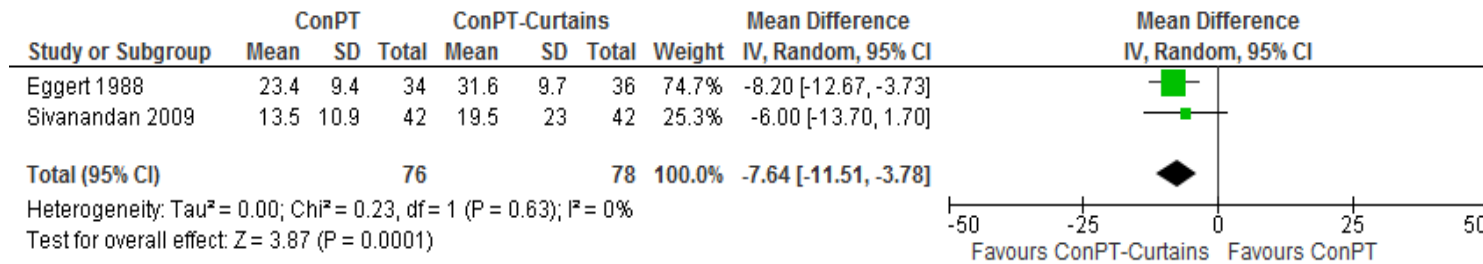 ConPT ConPT-Curtains Mean Difference Mean Difference
Study or Subgroup Mean SD Total Mean SD Total Weight IV, Random, 95% CI IV, Random, 95% CI
Eggert 1988 23.4 9.4 34 31.6 9.7 36 74.7% -8.20 [-12.67, -3.73]
Sivanandan 2009 13.5 10.9 42 19.5 23 42 25.3% -6.00 [-13.70, 1.70]
Total (95% CI) 76 78 100.0% -7.64 [-11.51, -3.78]
Heterogeneity: Tau² = 0.00; Chi² = 0.23, df = 1 (P = 0.63); I² = 0%
Test for overall effect: Z = 3.87 (P = 0.0001)
-50 -25 0 25 50
Favours ConPT-Curtains Favours ConPT